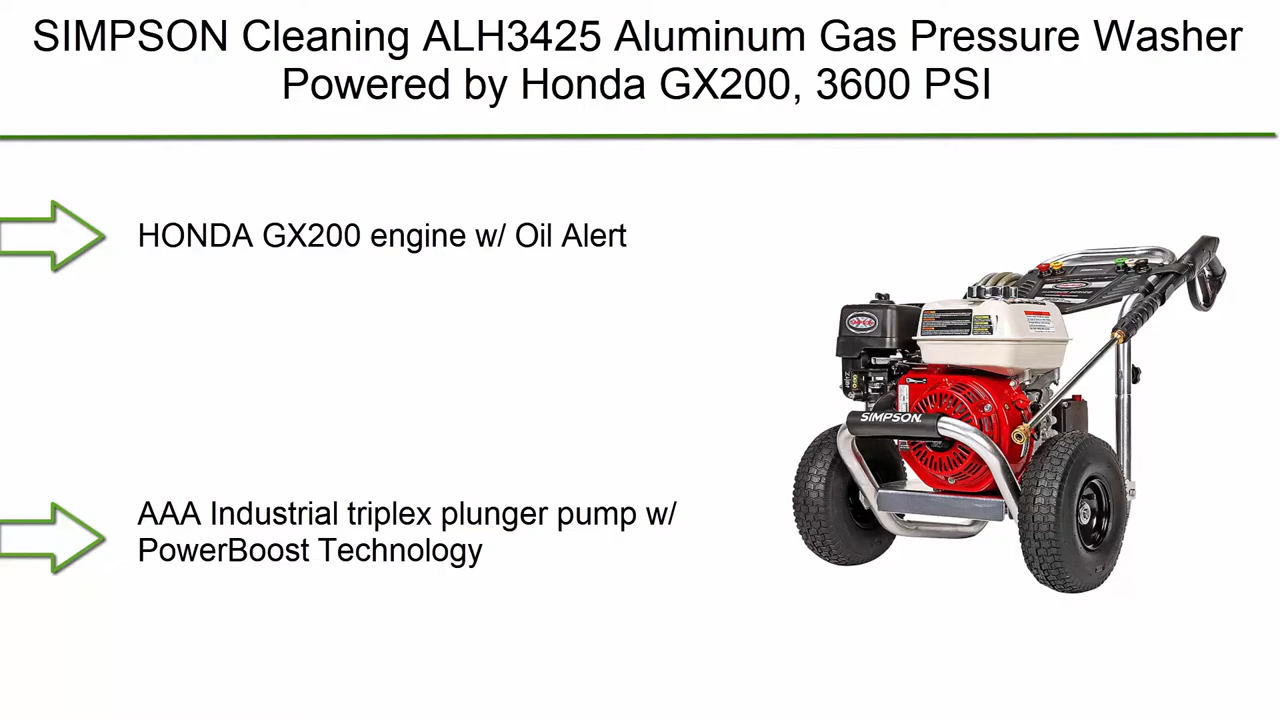 SIMPSON Cleaning ALH3425 Aluminum Gas Pressure Washer
Powered by Honda GX200, 3600 PSI
HONDA GX200 engine w/ Oil Alert
AAA Industrial triplex plunger pump w/
PowerBoost Technology
SIMPSON